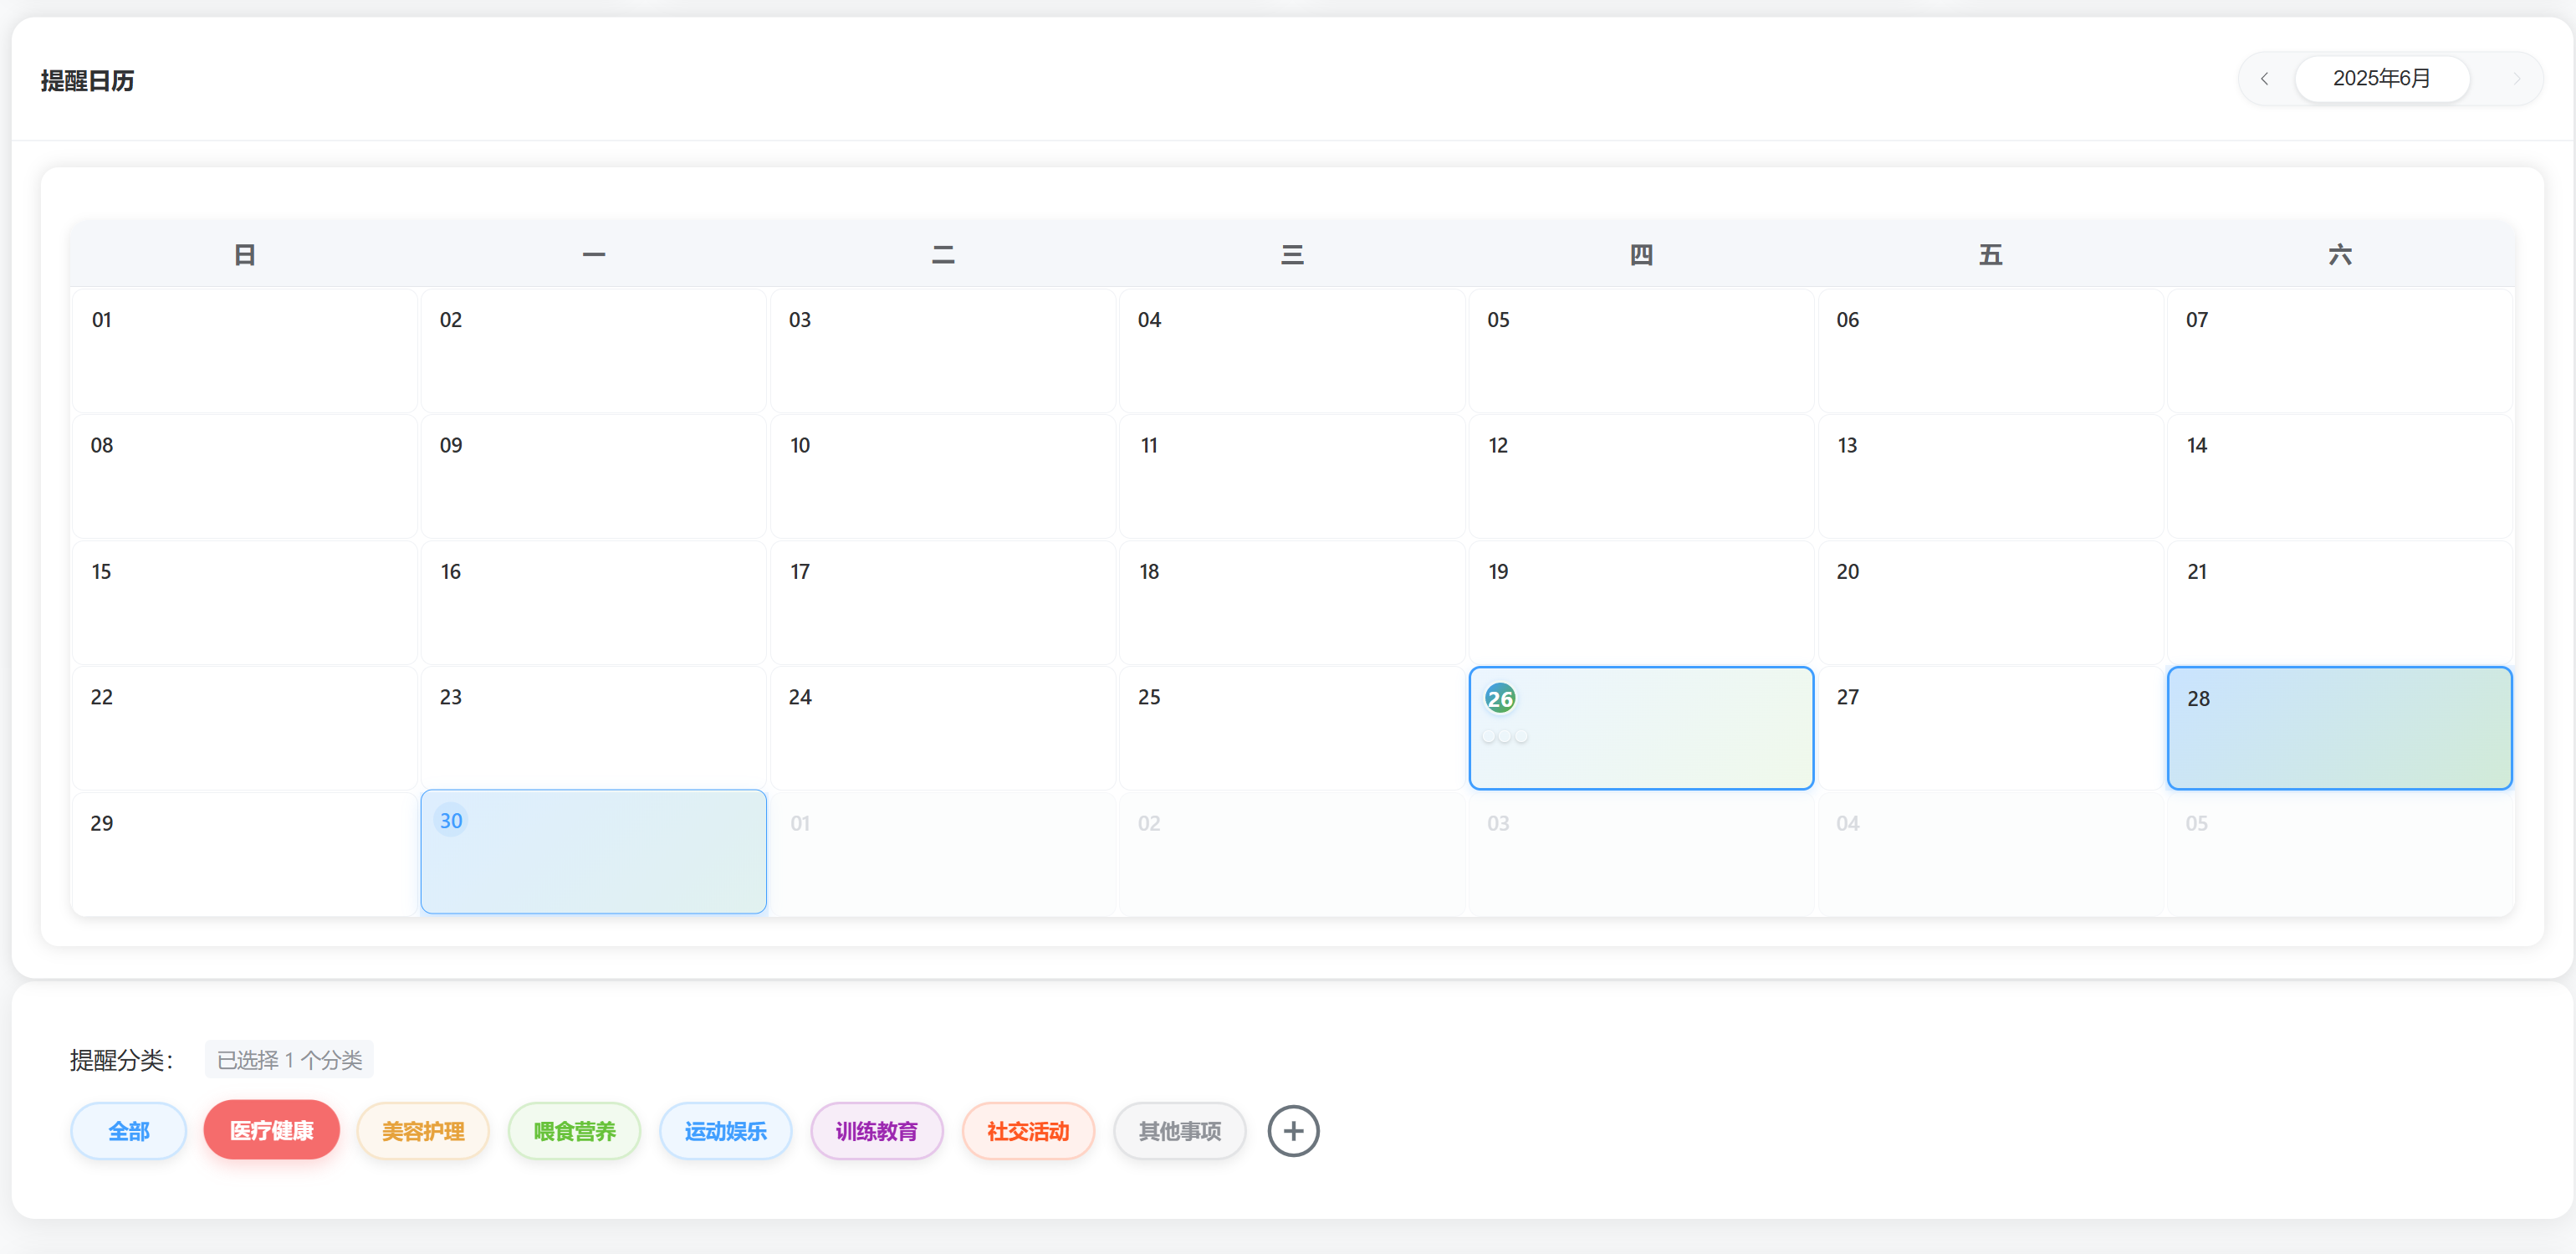 提醒日历
2025年6月
日 一 二 三 四 五 六
01 02 03 04 05 06 07
08 09 10 11 12 13 14
15 16 17 18 19 20 21
22 23 24 25 26 27 28
29 30 01 02 03 04 05
提醒分类： 已选择 1 个分类
全部 医疗健康 美容护理 喂食营养 运动娱乐 训练教育 社交活动 其他事项